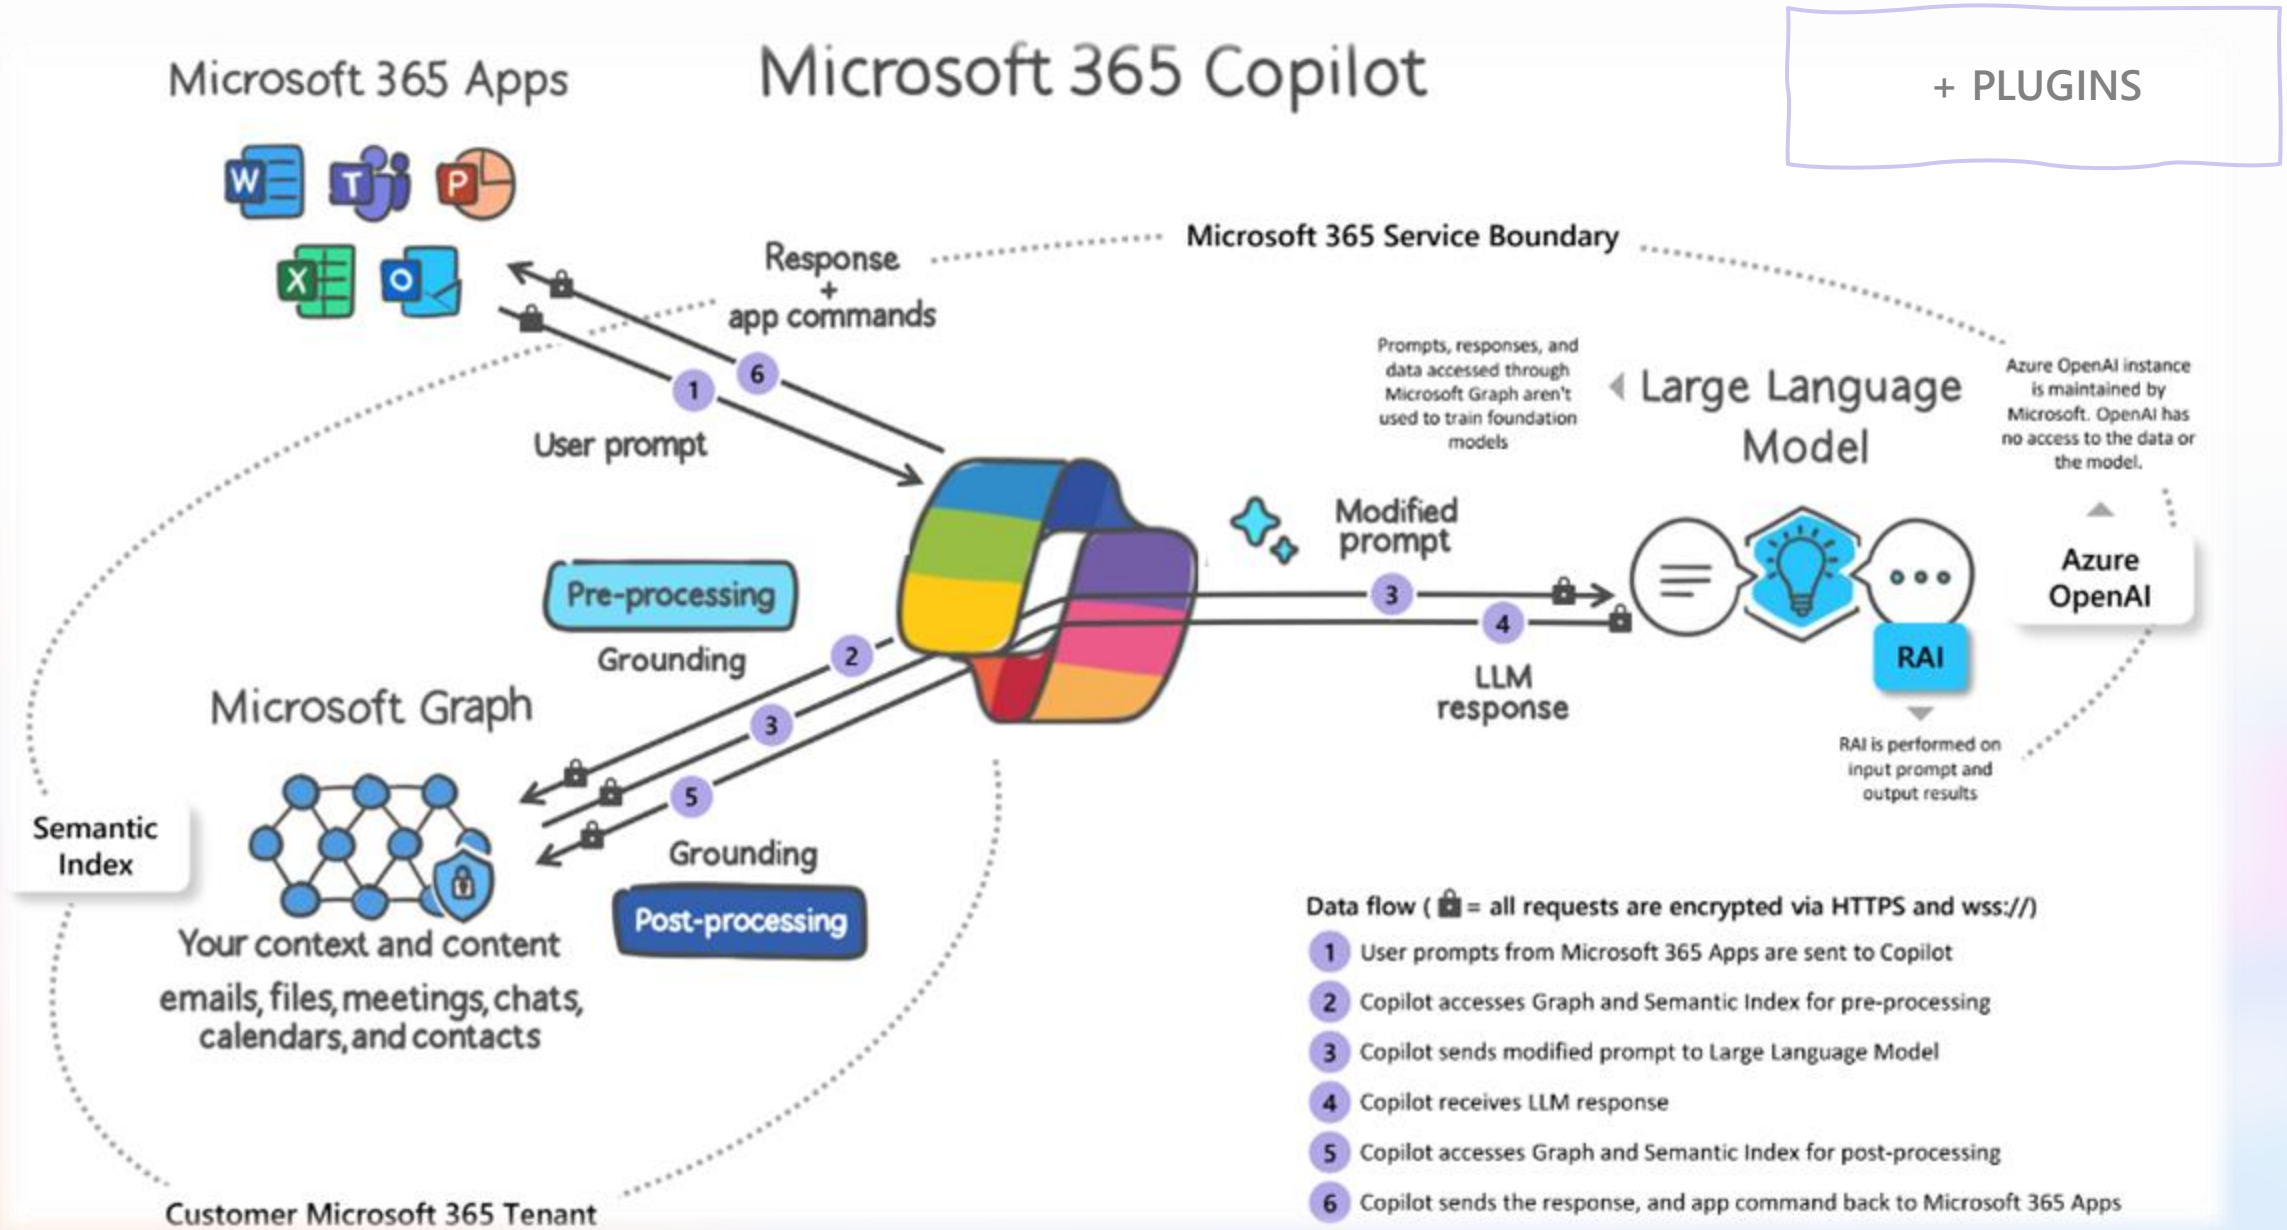 Microsoft 365 Copilot
+ PLUGINS
Microsoft 365 Apps
W
T
P
X
O
Response
+
app commands
Microsoft 365 Service Boundary
6
1
User prompt
Prompts, responses, and
data accessed through
Microsoft Graph aren't
used to train foundation
models
Large Language
Model
Azure OpenAI instance
is maintained by
Microsoft. OpenAI has
no access to the data or
the model.
Modified
prompt
3
4
LLM
response
Azure
OpenAI
RAI
RAI is performed on
input prompt and
output results
Pre-processing
Grounding
2
3
5
Microsoft Graph
Semantic
Index
Grounding
Post-processing
Your context and content
emails, files, meetings, chats,
calendars, and contacts
Customer Microsoft 365 Tenant
Data flow ( = all requests are encrypted via HTTPS and wss://)
1 User prompts from Microsoft 365 Apps are sent to Copilot
2 Copilot accesses Graph and Semantic Index for pre-processing
3 Copilot sends modified prompt to Large Language Model
4 Copilot receives LLM response
5 Copilot accesses Graph and Semantic Index for post-processing
6 Copilot sends the response, and app command back to Microsoft 365 Apps